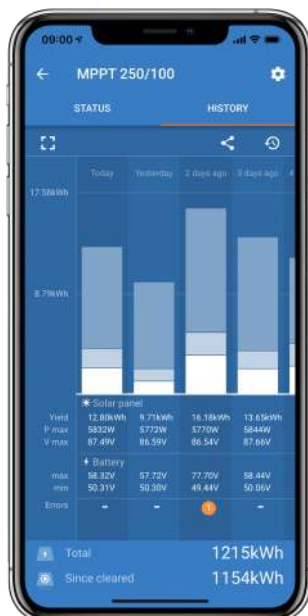 09:00
MPPT 250/100
STATUS HISTORY
Today Yesterday 2 days ago 3 days ago 4
17.58kWh
8.79kWh
Solar panel
Yield 12.80kWh 9.71kWh 16.18kWh 13.65kWh
P max 5832W 5773W 5770W 5844W
V max 87.49V 86.59V 86.54V 87.66V
Battery
max 58.32V 57.72V 77.70V 58.44V
min 50.31V 50.30V 49.44V 50.06V
Errors - - 1 -
Total 1215kWh
Since cleared 1154kWh